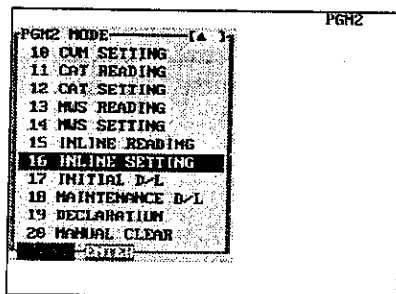 PGM2
PGM2 MODE [▲ ]
10 CUM SETTING
11 CAT READING
12 CAT SETTING
13 MWS READING
14 MWS SETTING
15 INLINE READING
16 INLINE SETTING
17 INITIAL D/L
18 MAINTENANCE D/L
19 DECLARATION
20 MANUAL CLEAR
ENTER